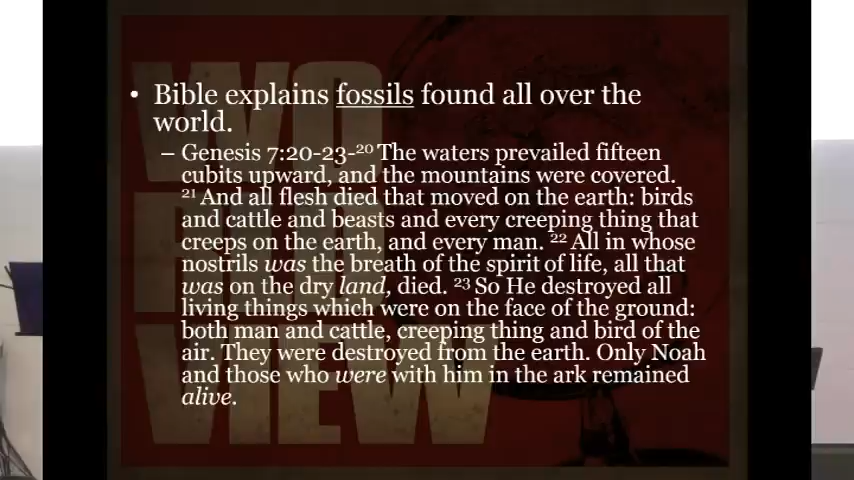 WO
RLD
VIEW
• Bible explains fossils found all over the
world.
– Genesis 7:20-23-20 The waters prevailed fifteen
cubits upward, and the mountains were covered.
21 And all flesh died that moved on the earth: birds
and cattle and beasts and every creeping thing that
creeps on the earth, and every man. 22 All in whose
nostrils was the breath of the spirit of life, all that
was on the dry land, died. 23 So He destroyed all
living things which were on the face of the ground:
both man and cattle, creeping thing and bird of the
air. They were destroyed from the earth. Only Noah
and those who were with him in the ark remained
alive.